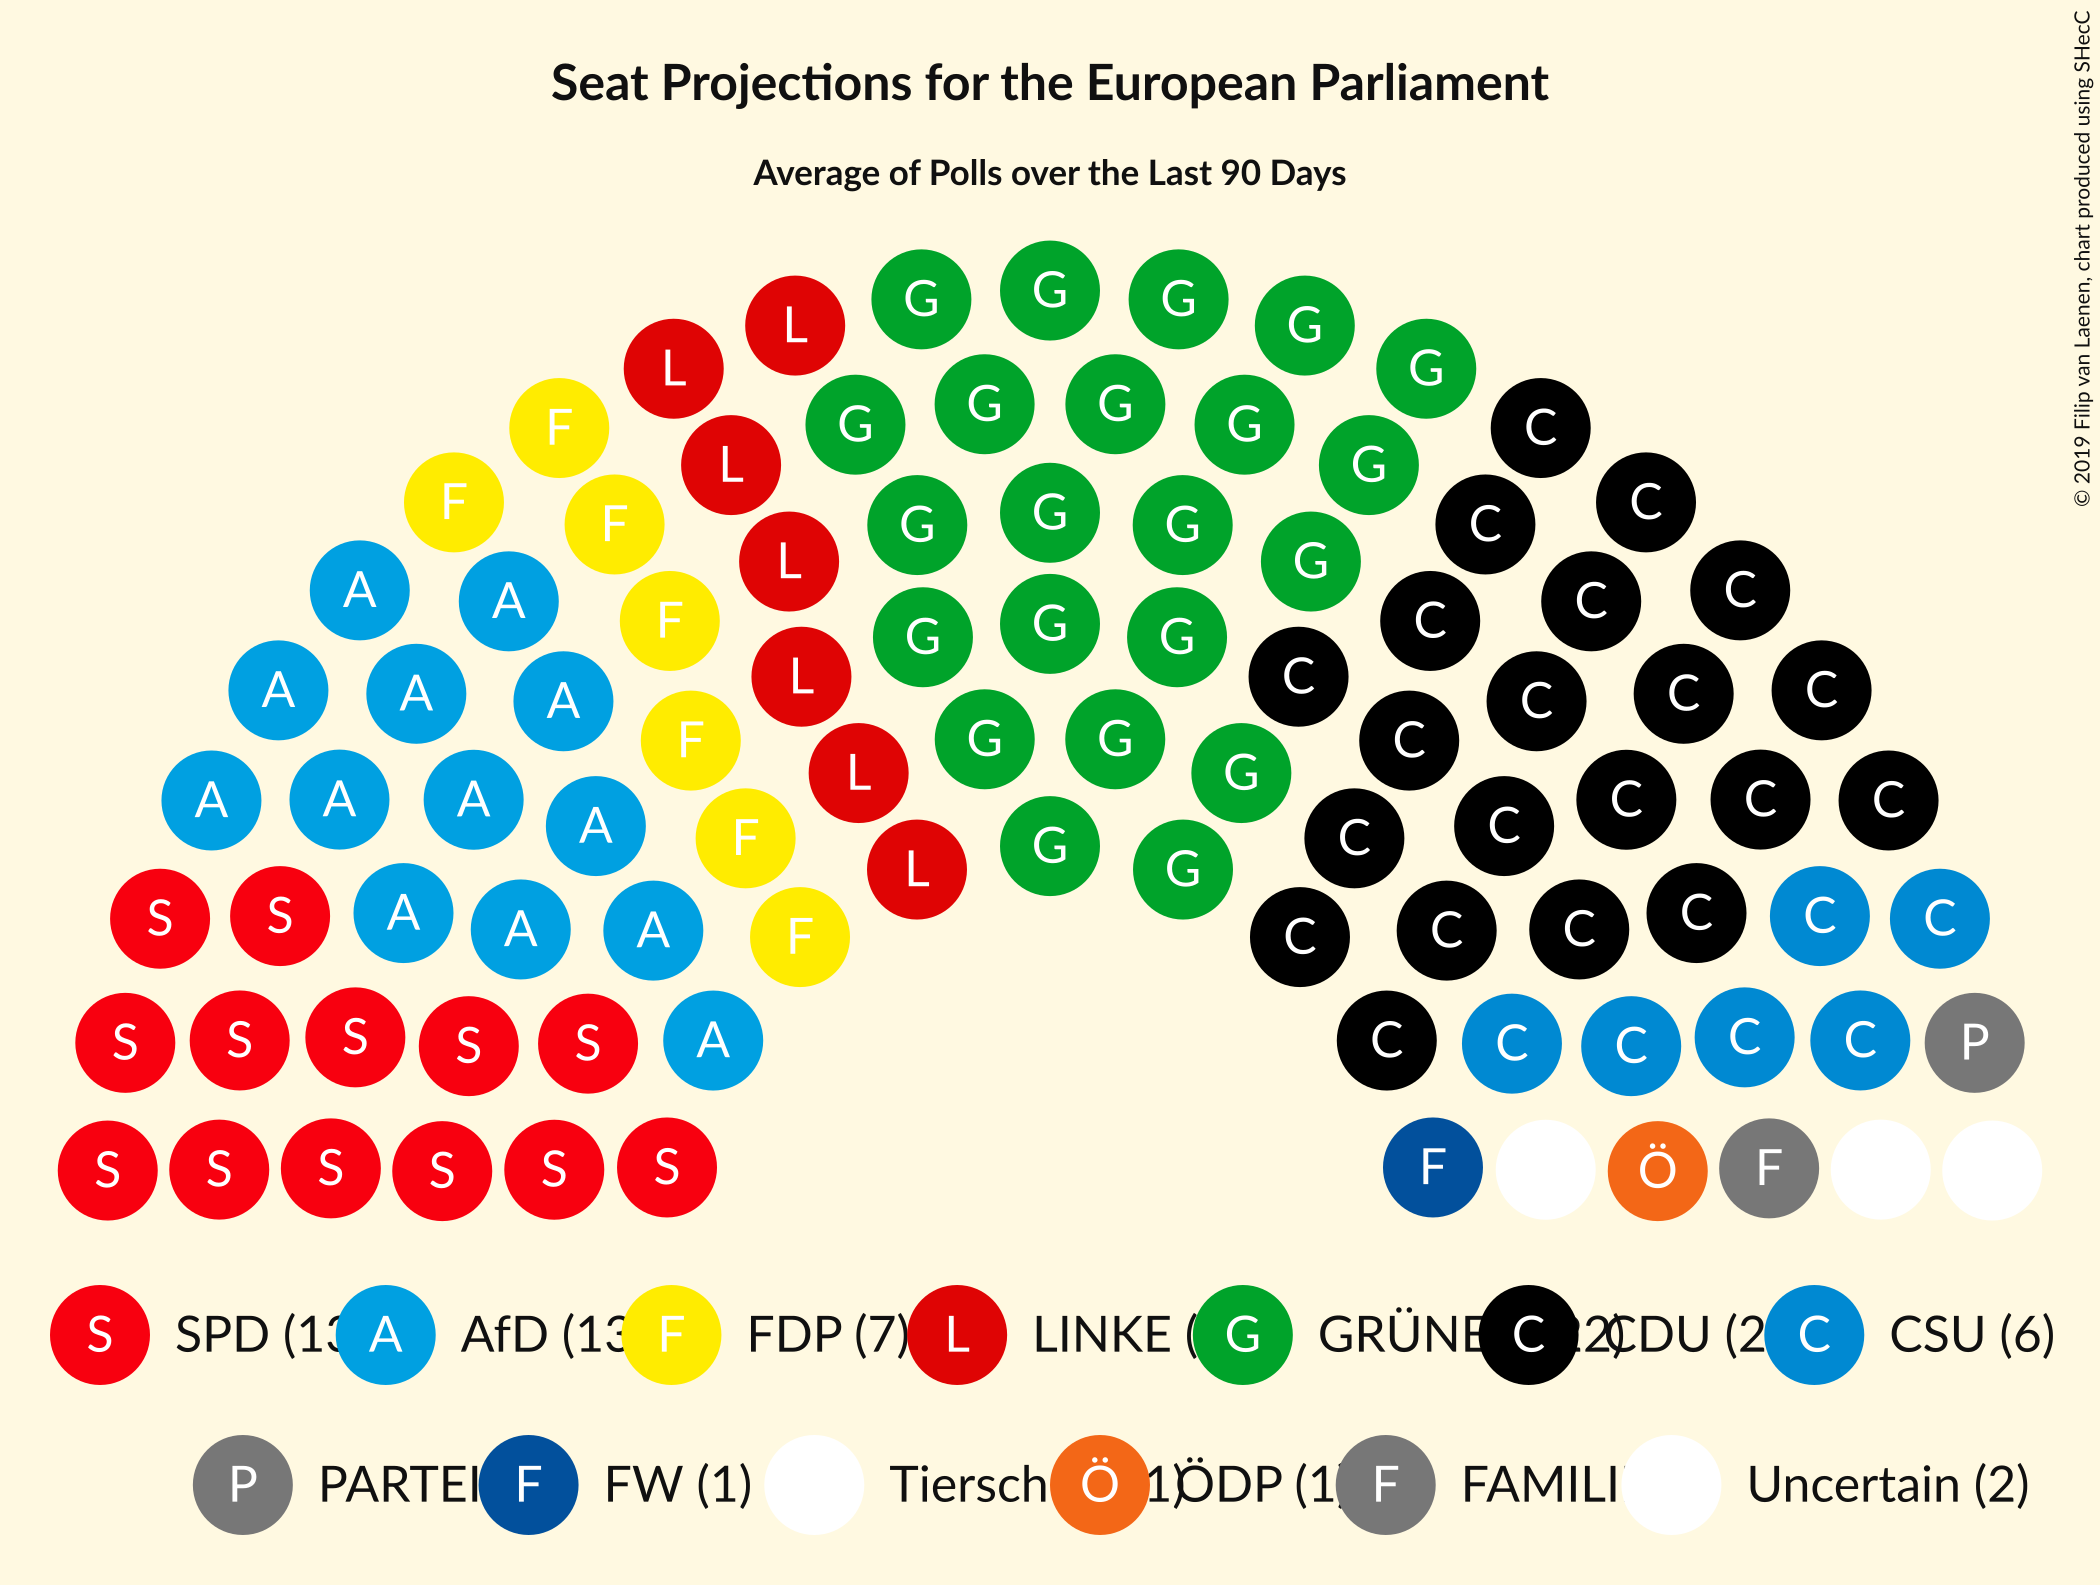 Seat Projections for the European Parliament
Average of Polls over the Last 90 Days
© 2019 Filip van Laenen, chart produced using SHecC
L G G G G
L G
F G G G G C
L G
F F G G G C C
A A L G C C
F G G G C
A A A L C C C C
F G G C
A A A L G C C C
A F G C C
L G
S S A A A F C C C C C C
S S S S S A C C C C C P
S S S S S S F Ö F
S SPD (13 A AfD (13 F FDP (7) L LINKE ( G GRÜNE C 2) CDU (2 C CSU (6)
P PARTEI F FW (1) Tiersch Ö 1) ÖDP (1 F FAMILI Uncertain (2)